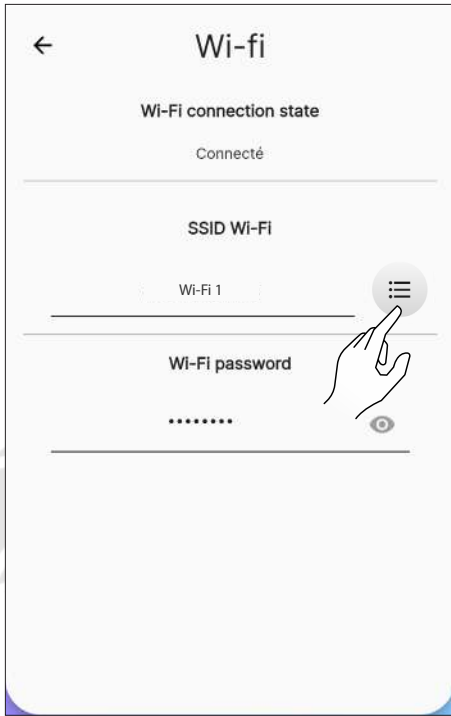 Wi-fi
Wi-Fi connection state
Connecté
SSID Wi-Fi
Wi-Fi 1
Wi-Fi password
••••••••